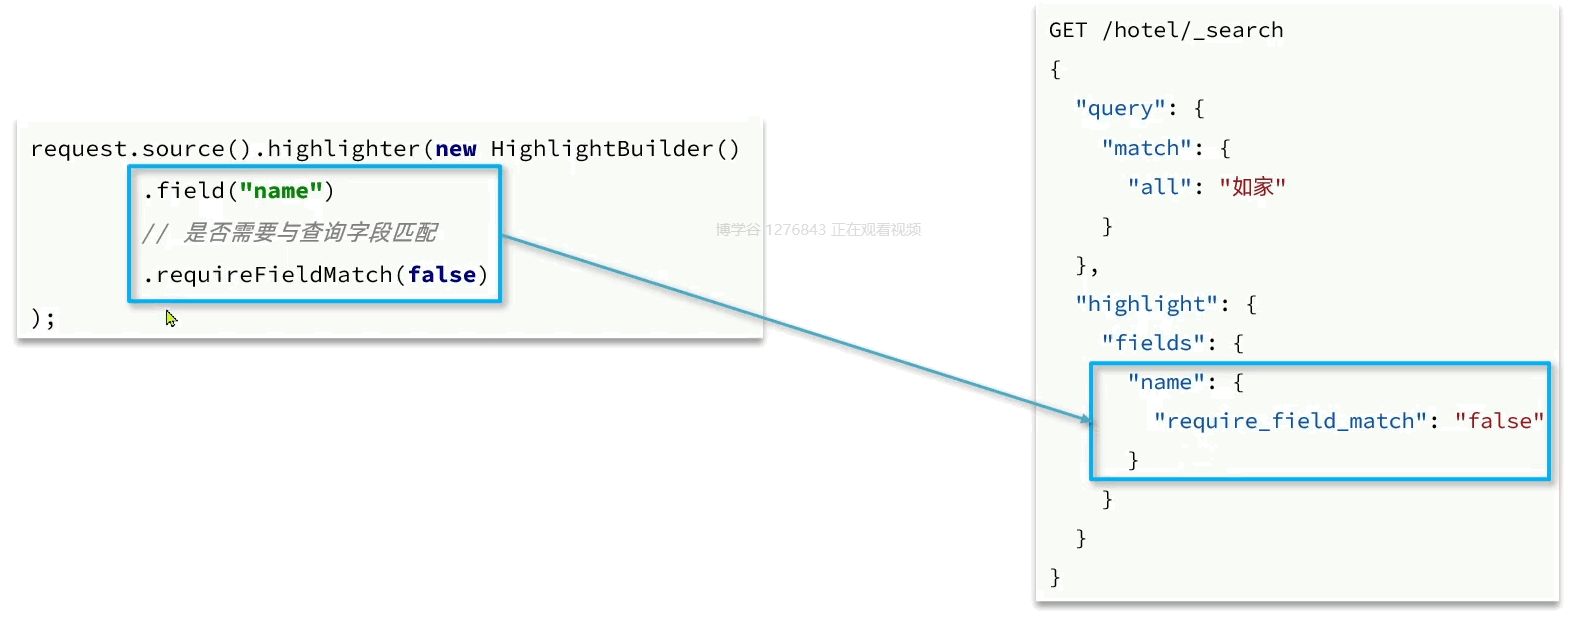 request.source().highlighter(new HighlightBuilder()
.field("name")
// 是否需要与查询字段匹配
.requireFieldMatch(false)
);
博学谷 1276843 正在观看视频
GET /hotel/_search
{
"query": {
"match": {
"all": "如家"
}
},
"highlight": {
"fields": {
"name": {
"require_field_match": "false"
}
}
}
}